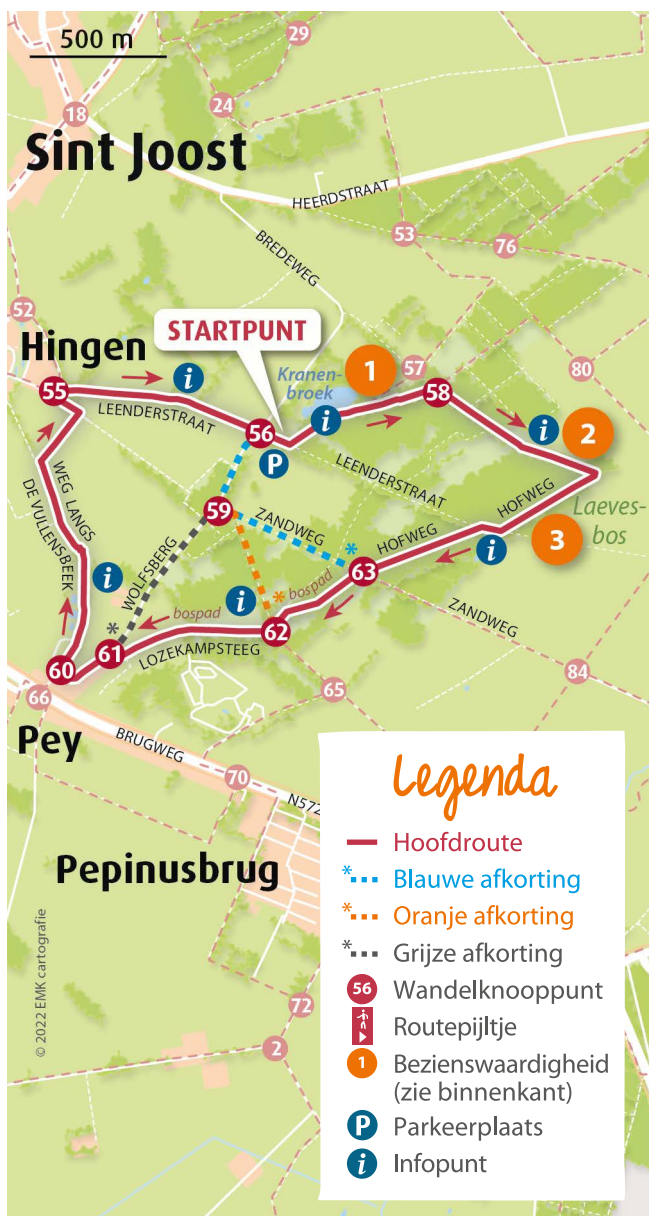 500 m
29
24
18
Sint Joost
HEERDSTRAAT
BREDEWEG
53
76
52
Hingen
STARTPUNT
Kranen-
broek
1
57
80
55
i
58
LEENDERSTRAAT
56
i
i
2
P
LEENDERSTRAAT
HOFWEG
Laeves-
bos
WEG LANGS
DE VULLENSBEEK
59
ZANDWEG
HOFWEG
i
3
WOLFSBERG
*
63
i
i
* bospad
ZANDWEG
* bospad
62
61
LOZEKAMPSTEEG
60
84
66
65
Pey
BRUGWEG
70
N572
Pepinusbrug
72
2
© 2022 EMK cartografie
Legenda
Hoofdroute
* Blauwe afkorting
* Oranje afkorting
* Grijze afkorting
56 Wandelknooppunt
Routepijltje
1 Bezienswaardigheid
(zie binnenkant)
P Parkeerplaats
i Infopunt